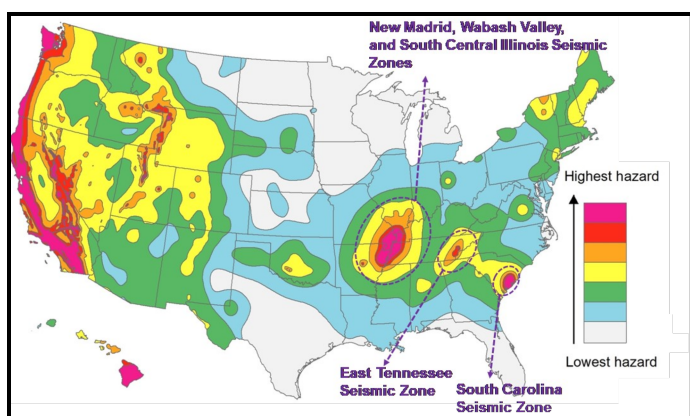 New Madrid, Wabash Valley,
and South Central Illinois Seismic
Zones
Highest hazard
Lowest hazard
East Tennessee
Seismic Zone
South Carolina
Seismic Zone